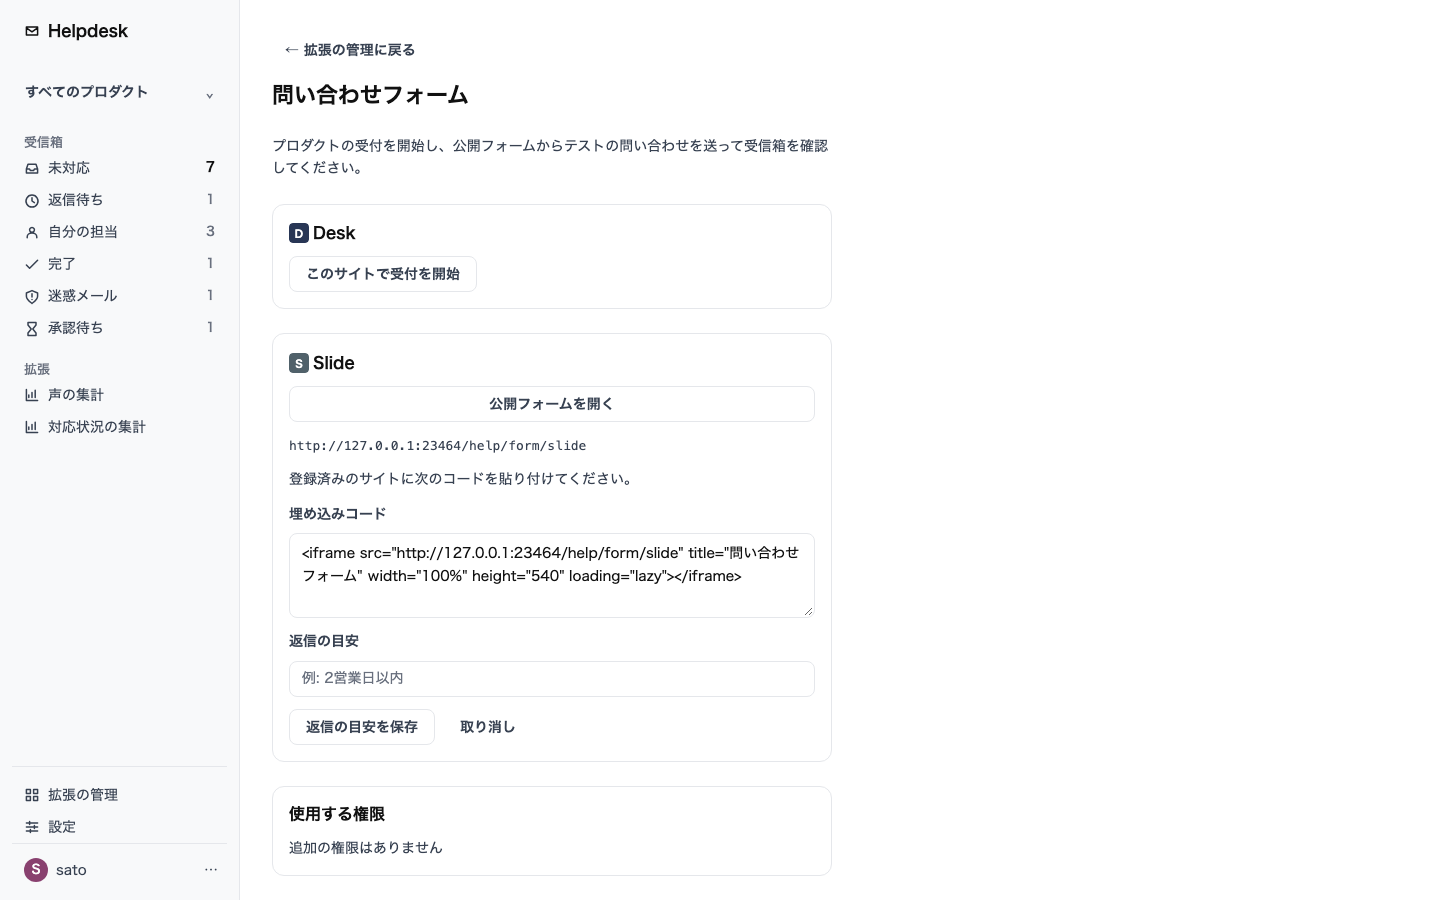 Helpdesk
すべてのプロダクト
受信箱
未対応 7
返信待ち 1
自分の担当 3
完了 1
迷惑メール 1
承認待ち 1
拡張
声の集計
対応状況の集計
拡張の管理
設定
S sato ...
← 拡張の管理に戻る
問い合わせフォーム
プロダクトの受付を開始し、公開フォームからテストの問い合わせを送って受信箱を確認
してください。
D Desk
このサイトで受付を開始
S Slide
公開フォームを開く
http://127.0.0.1:23464/help/form/slide
登録済みのサイトに次のコードを貼り付けてください。
埋め込みコード
<iframe src="http://127.0.0.1:23464/help/form/slide" title="問い合わせ
フォーム" width="100%" height="540" loading="lazy"></iframe>
返信の目安
例: 2営業日以内
返信の目安を保存 取り消し
使用する権限
追加の権限はありません